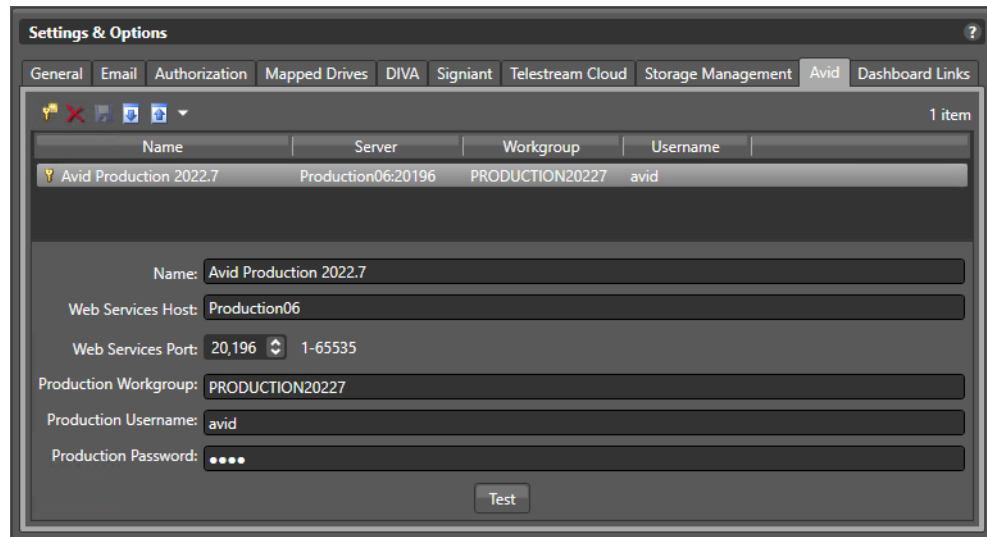 Settings & Options ?
General Email Authorization Mapped Drives DIVA Signiant Telestream Cloud Storage Management Avid Dashboard Links
1 item
Name Server Workgroup Username
Avid Production 2022.7 Production06:20196 PRODUCTION20227 avid
Name: Avid Production 2022.7
Web Services Host: Production06
Web Services Port: 20,196 1-65535
Production Workgroup: PRODUCTION20227
Production Username: avid
Production Password: ●●●●
Test